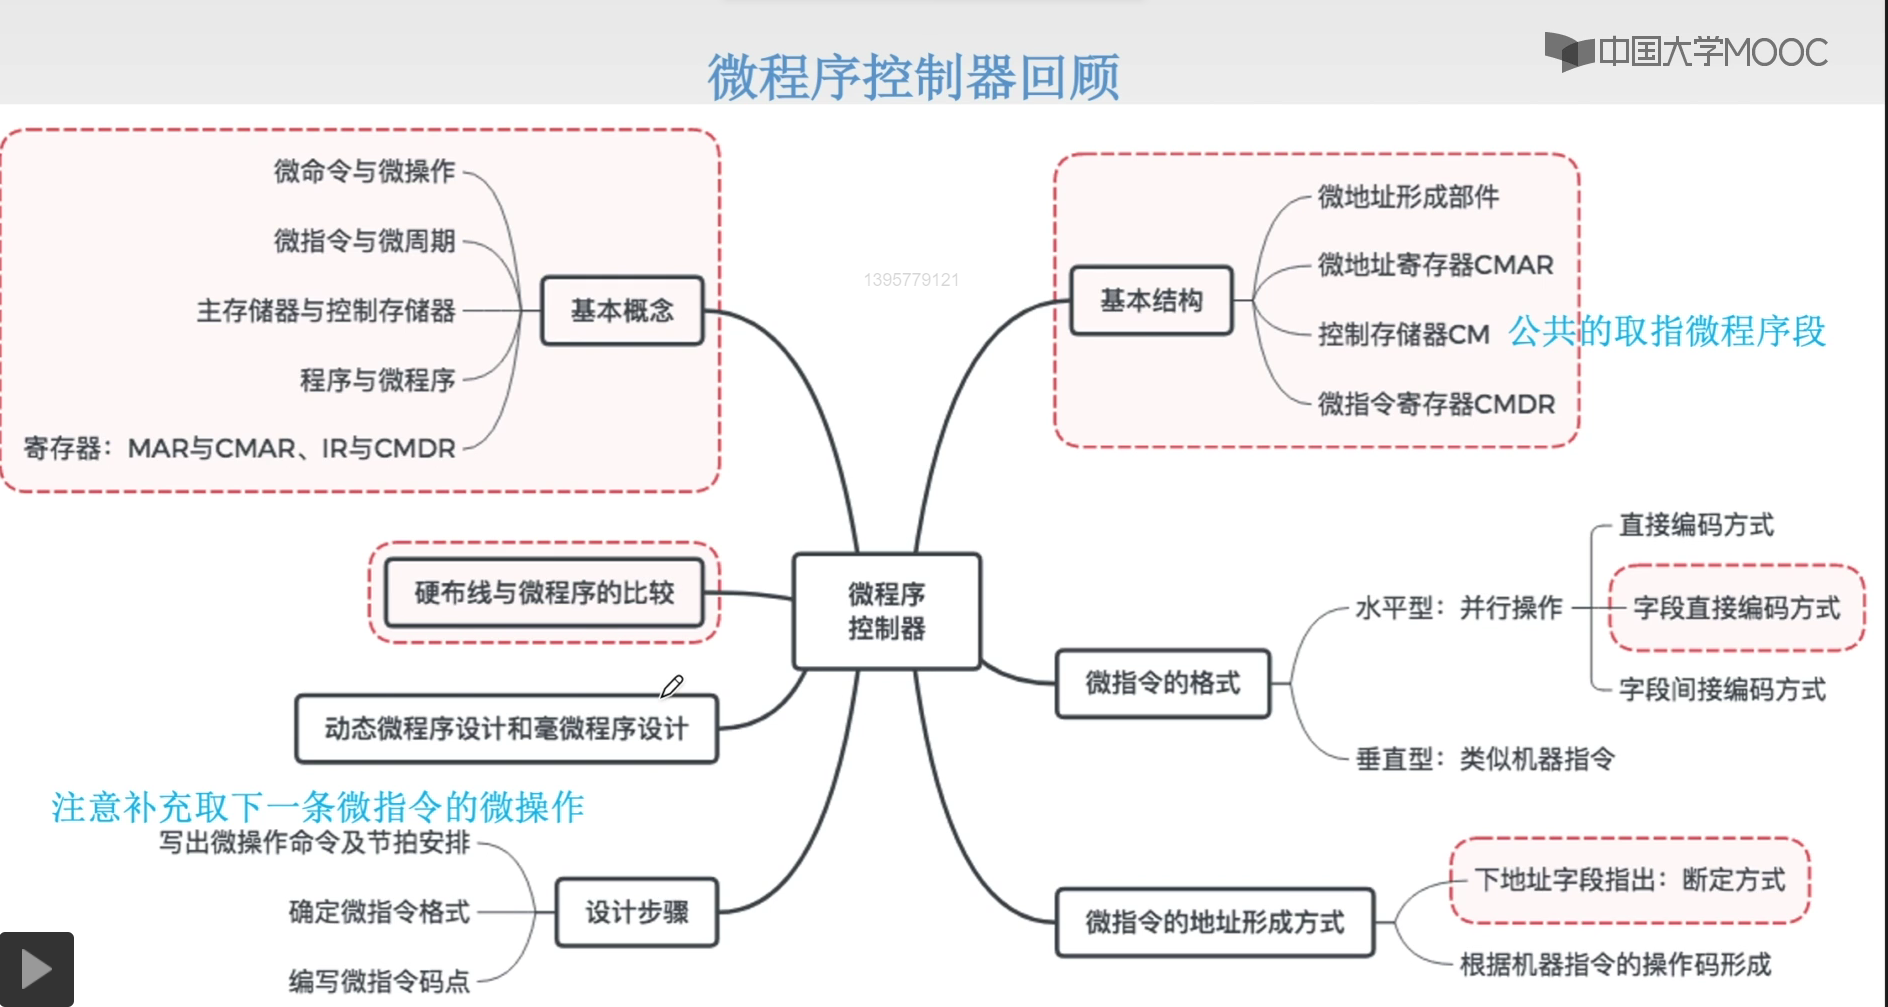 微程序控制器回顾
中国大学MOOC
微命令与微操作
微指令与微周期
主存储器与控制存储器
程序与微程序
寄存器：MAR与CMAR、IR与CMDR
基本概念
1395779121
基本结构
微地址形成部件
微地址寄存器CMAR
控制存储器CM
公共的取指微程序段
微指令寄存器CMDR
硬布线与微程序的比较
微程序
控制器
动态微程序设计和毫微程序设计
微指令的格式
水平型：并行操作
直接编码方式
字段直接编码方式
字段间接编码方式
垂直型：类似机器指令
注意补充取下一条微指令的微操作
写出微操作命令及节拍安排
确定微指令格式
编写微指令码点
设计步骤
微指令的地址形成方式
下地址字段指出：断定方式
根据机器指令的操作码形成